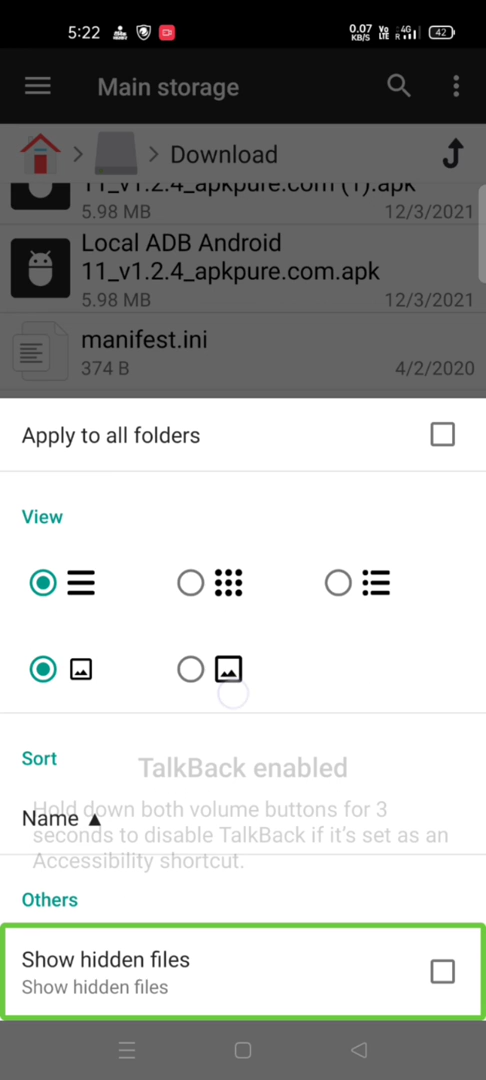 5:22
0.07
KB/S
Vo
LTE
4G
R
42
Main storage
Download
11_v1.2.4_apkpure.com (1).apk
5.98 MB 12/3/2021
Local ADB Android
11_v1.2.4_apkpure.com.apk
5.98 MB 12/3/2021
manifest.ini
374 B 4/2/2020
Apply to all folders
View
Sort
TalkBack enabled
Name ▲
Hold down both volume buttons for 3
seconds to disable TalkBack if it's set as an
Accessibility shortcut.
Others
Show hidden files
Show hidden files